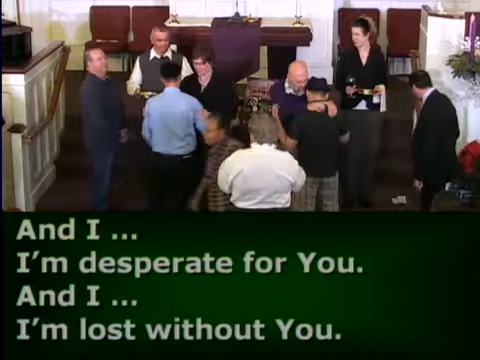 And I ...
I'm desperate for You.
And I ...
I'm lost without You.